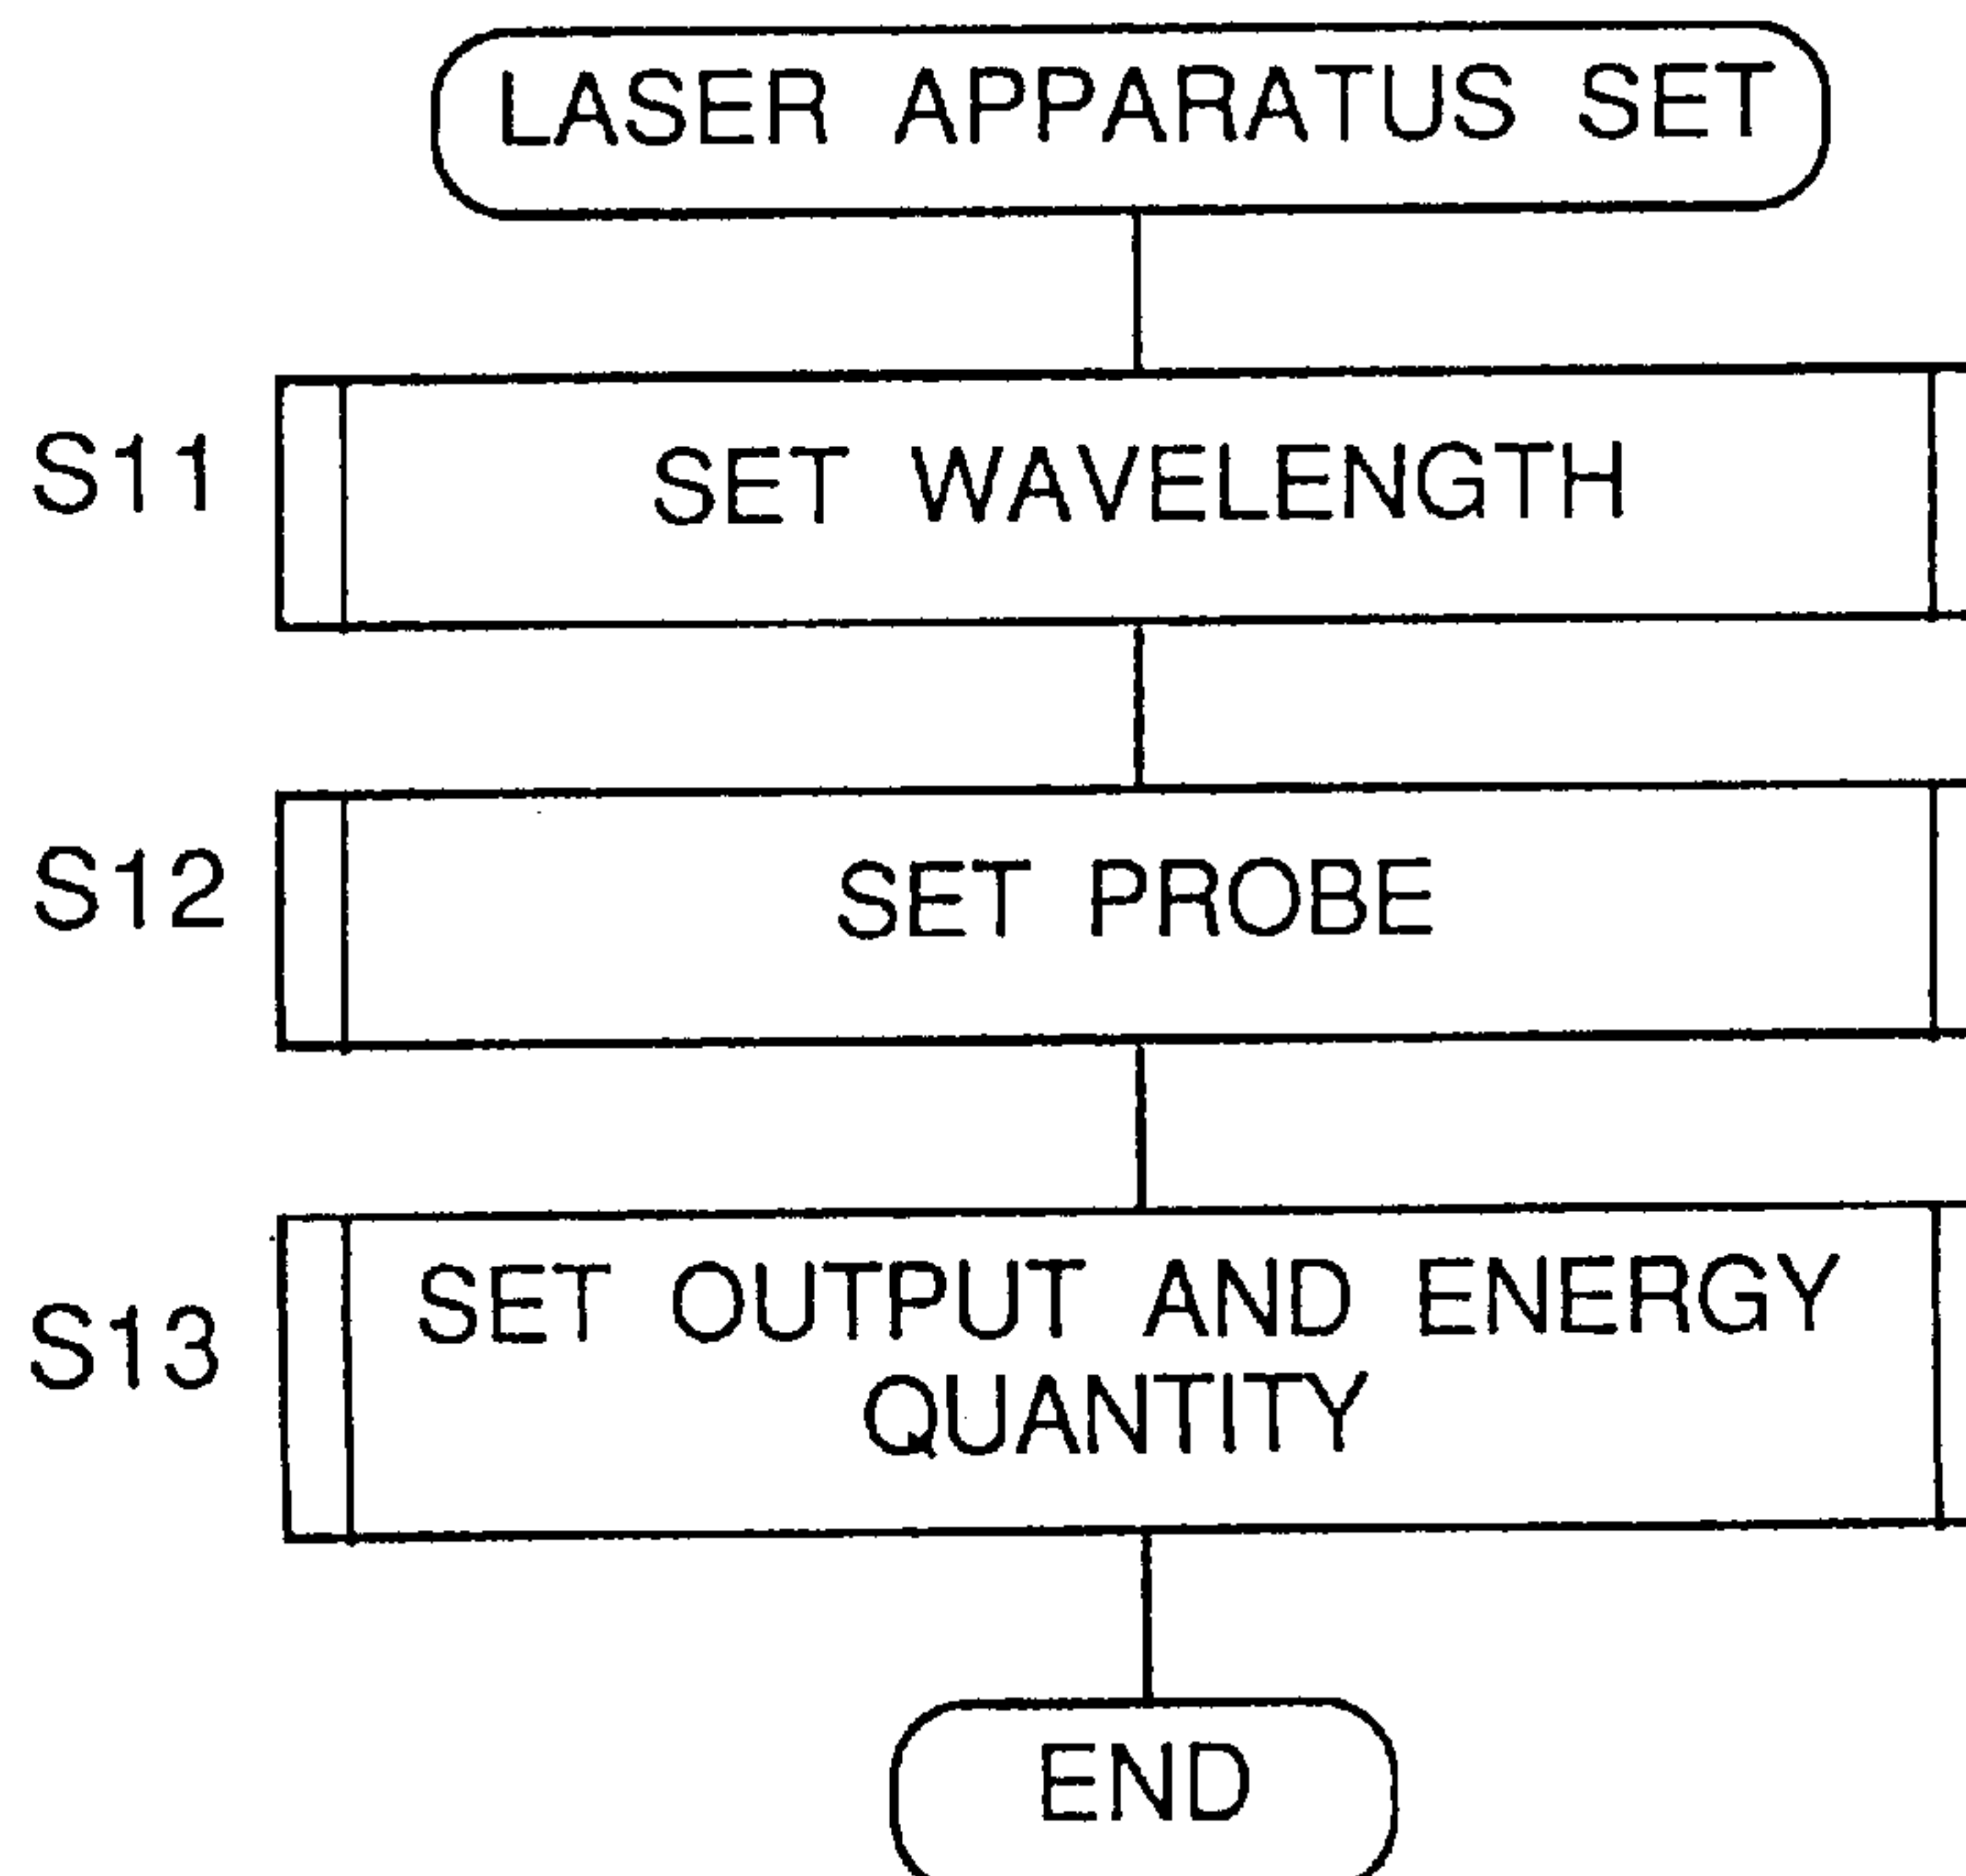 LASER APPARATUS SET
S11
SET WAVELENGTH
S12
SET PROBE
S13
SET OUTPUT AND ENERGY
QUANTITY
END